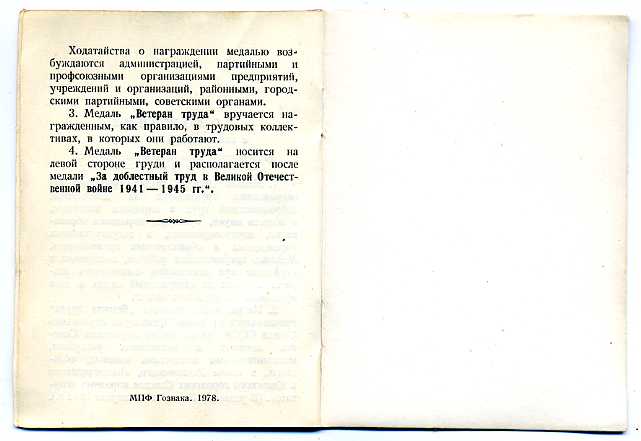 Ходатайства о награждении медалью воз-
буждаются администрацией, партийными и
профсоюзными организациями предприятий,
учреждений и организаций, районными, город-
скими партийными, советскими органами.
3. Медаль „Ветеран труда“ вручается на-
гражденным, как правило, в трудовых коллек-
тивах, в которых они работают.
4. Медаль „Ветеран труда“ носится на
левой стороне груди и располагается после
медали „За доблестный труд в Великой Отечест-
венной войне 1941—1945 гг.“.
МПФ Гознака. 1978.